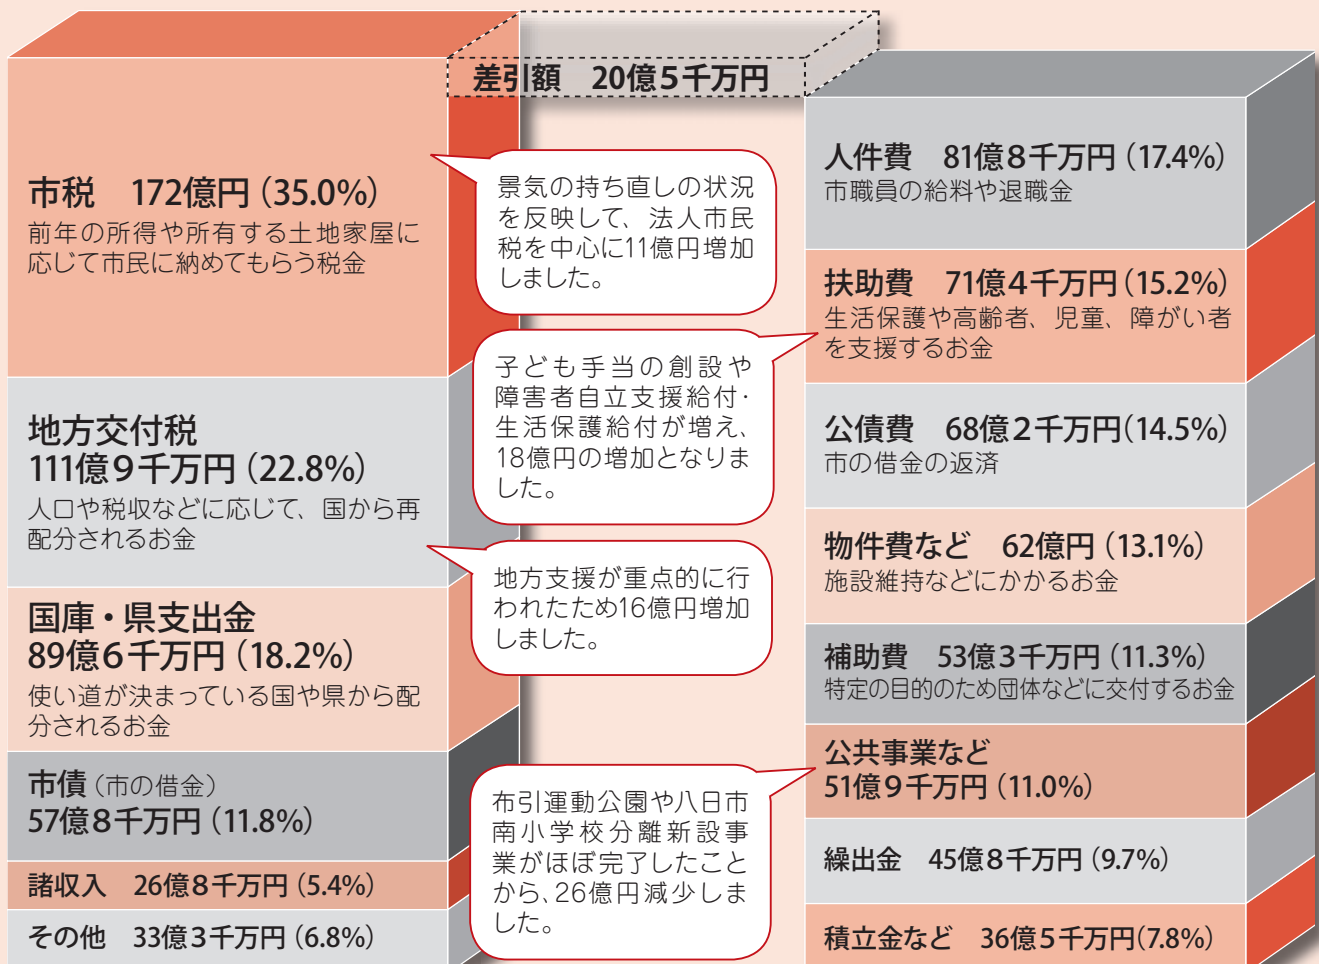 差引額　20億5千万円
市税　172億円（35.0%）
前年の所得や所有する土地家屋に
応じて市民に納めてもらう税金
地方交付税
111億9千万円（22.8%）
人口や税収などに応じて、国から再
配分されるお金
国庫・県支出金
89億6千万円（18.2%）
使い道が決まっている国や県から配
分されるお金
市債（市の借金）
57億8千万円（11.8%）
諸収入　26億8千万円（5.4%）
その他　33億3千万円（6.8%）
景気の持ち直しの状況
を反映して、法人市民
税を中心に11億円増加
しました。
子ども手当の創設や
障害者自立支援給付・
生活保護給付が増え、
18億円の増加となりま
した。
地方支援が重点的に行
われたため16億円増加
しました。
布引運動公園や八日市
南小学校分離新設事
業がほぼ完了したこと
から、26億円減少しま
した。
人件費　81億8千万円（17.4%）
市職員の給料や退職金
扶助費　71億4千万円（15.2%）
生活保護や高齢者、児童、障がい者
を支援するお金
公債費　68億2千万円（14.5%）
市の借金の返済
物件費など　62億円（13.1%）
施設維持などにかかるお金
補助費　53億3千万円（11.3%）
特定の目的のため団体などに交付するお金
公共事業など
51億9千万円（11.0%）
繰出金　45億8千万円（9.7%）
積立金など　36億5千万円（7.8%）